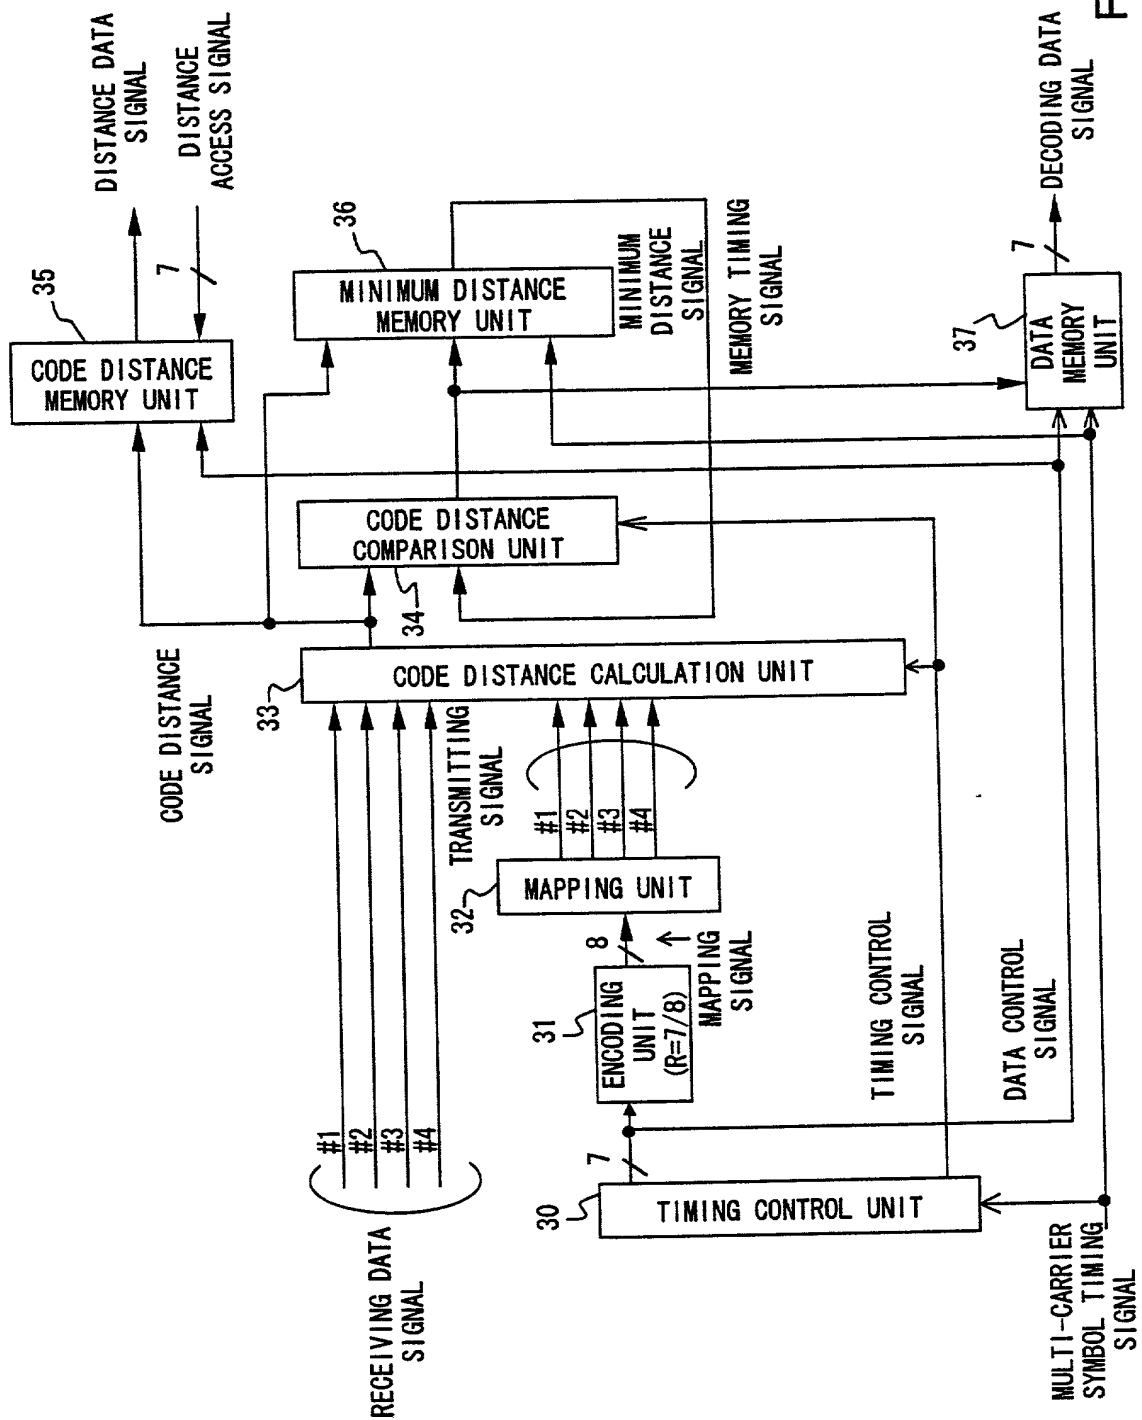 DISTANCE DATA
SIGNAL
DISTANCE
ACCESS SIGNAL
7
35
CODE DISTANCE
MEMORY UNIT
36
MINIMUM DISTANCE
MEMORY UNIT
MINIMUM
DISTANCE
SIGNAL
MEMORY TIMING
SIGNAL
DECODING DATA
SIGNAL
7
37
DATA
MEMORY
UNIT
CODE DISTANCE
COMPARISON UNIT
34
CODE DISTANCE
SIGNAL
33
CODE DISTANCE CALCULATION UNIT
TRANSMITTING
SIGNAL
#1
#2
#3
#4
32
MAPPING UNIT
8
MAPPING
SIGNAL
31
ENCODING
UNIT
(R=7/8)
7
30
TIMING CONTROL UNIT
TIMING CONTROL
SIGNAL
DATA CONTROL
SIGNAL
#1
#2
#3
#4
RECEIVING DATA
SIGNAL
MULTI-CARRIER
SYMBOL TIMING
SIGNAL
F